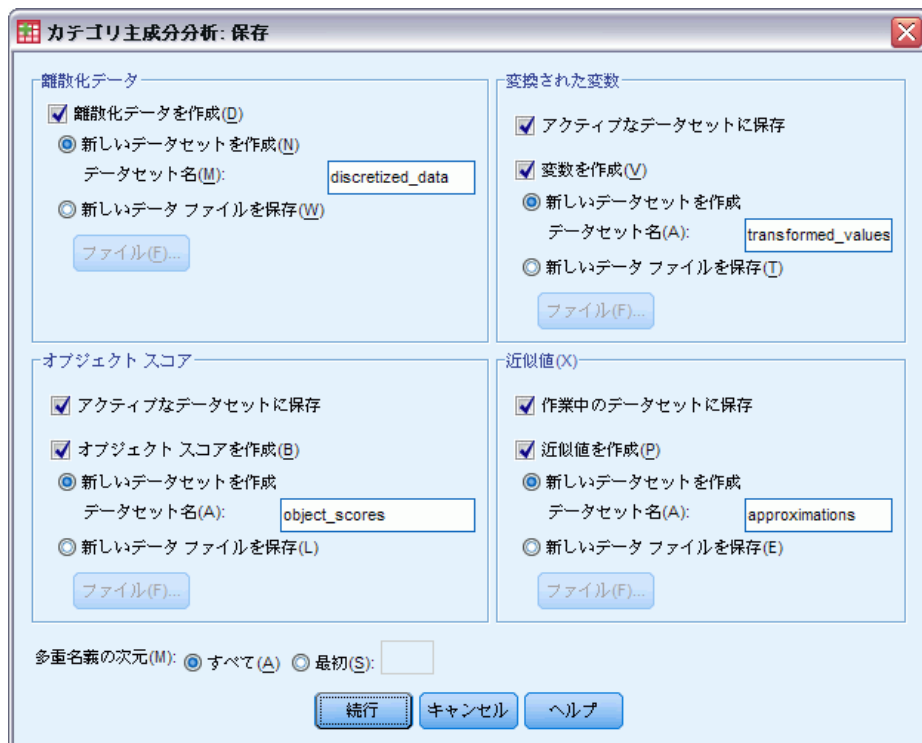 カテゴリ主成分分析: 保存
離散化データ
離散化データを作成(D)
新しいデータセットを作成(N)
データセット名(M):
discretized_data
新しいデータ ファイルを保存(W)
ファイル(F)...
変換された変数
アクティブなデータセットに保存
変数を作成(V)
新しいデータセットを作成
データセット名(A):
transformed_values
新しいデータ ファイルを保存(T)
ファイル(F)...
オブジェクト スコア
アクティブなデータセットに保存
オブジェクト スコアを作成(B)
新しいデータセットを作成
データセット名(A):
object_scores
新しいデータ ファイルを保存(L)
ファイル(F)...
近似値(X)
作業中のデータセットに保存
近似値を作成(P)
新しいデータセットを作成
データセット名(A):
approximations
新しいデータ ファイルを保存(E)
ファイル(F)...
多重名義の次元(M): すべて(A) 最初(S):
続行 キャンセル ヘルプ